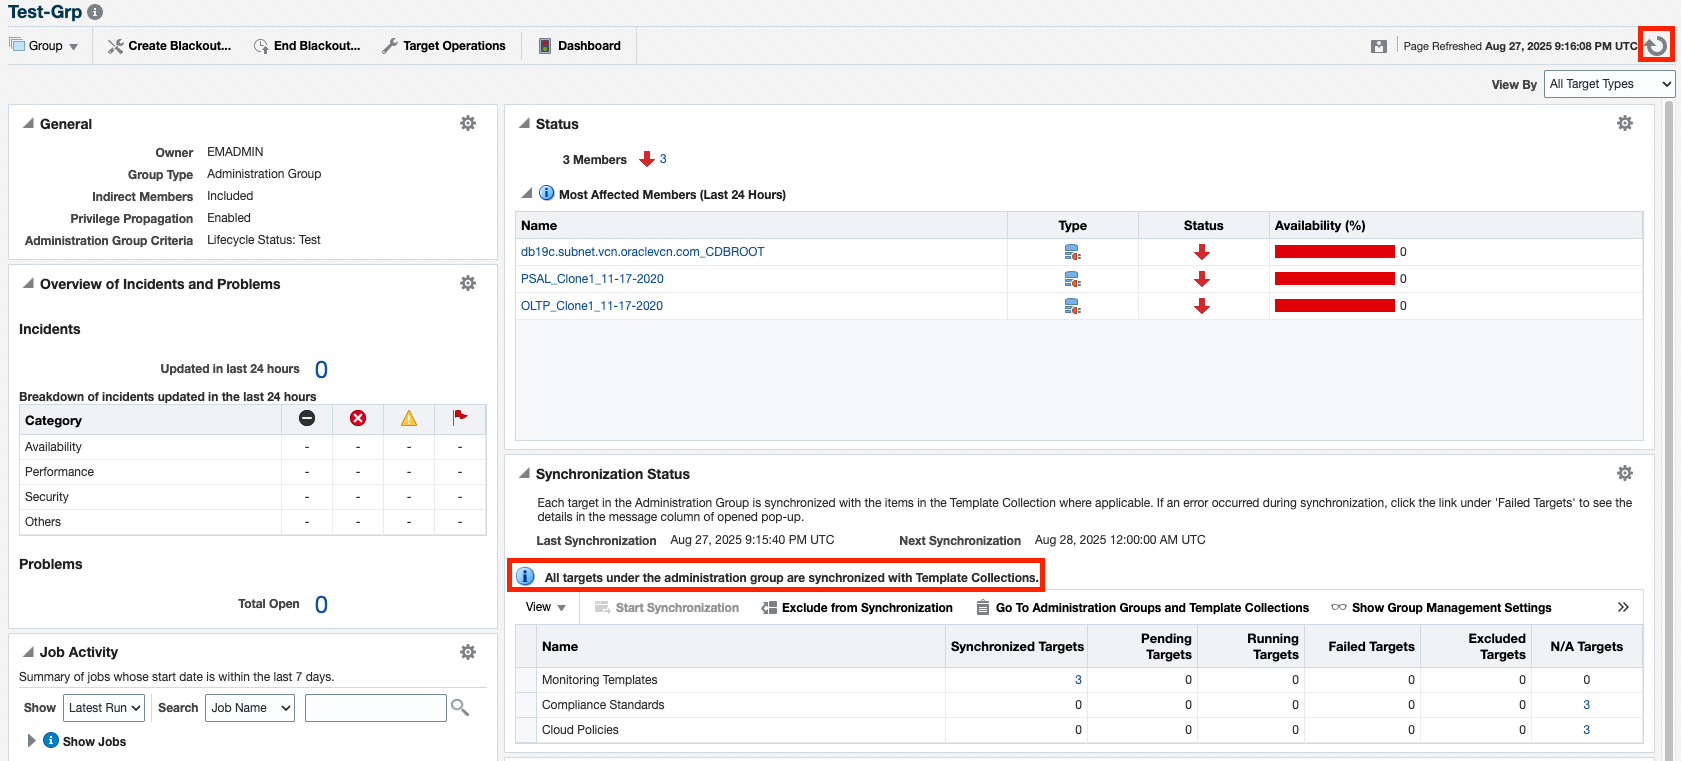 Test-Grp
Group
Create Blackout...
End Blackout...
Target Operations
Dashboard
Page Refreshed Aug 27, 2025 9:16:08 PM UTC
View By All Target Types
General
Owner EMADMIN
Group Type Administration Group
Indirect Members Included
Privilege Propagation Enabled
Administration Group Criteria Lifecycle Status: Test
Overview of Incidents and Problems
Incidents
Updated in last 24 hours 0
Breakdown of incidents updated in the last 24 hours
Category
Availability - - - -
Performance - - - -
Security - - - -
Others - - - -
Problems
Total Open 0
Job Activity
Summary of jobs whose start date is within the last 7 days.
Show Latest Run Search Job Name
Show Jobs
Status
3 Members 3
Most Affected Members (Last 24 Hours)
Name Type Status Availability (%)
db19c.subnet.vcn.oraclevcn.com_CDBROOT 0
PSAL_Clone1_11-17-2020 0
OLTP_Clone1_11-17-2020 0
Synchronization Status
Each target in the Administration Group is synchronized with the items in the Template Collection where applicable. If an error occurred during synchronization, click the link under 'Failed Targets' to see the
details in the message column of opened pop-up.
Last Synchronization Aug 27, 2025 9:15:40 PM UTC Next Synchronization Aug 28, 2025 12:00:00 AM UTC
All targets under the administration group are synchronized with Template Collections.
View Start Synchronization Exclude from Synchronization Go To Administration Groups and Template Collections Show Group Management Settings »
Name Synchronized Targets Pending Targets Running Targets Failed Targets Excluded Targets N/A Targets
Monitoring Templates 3 0 0 0 0 0
Compliance Standards 0 0 0 0 0 3
Cloud Policies 0 0 0 0 0 3